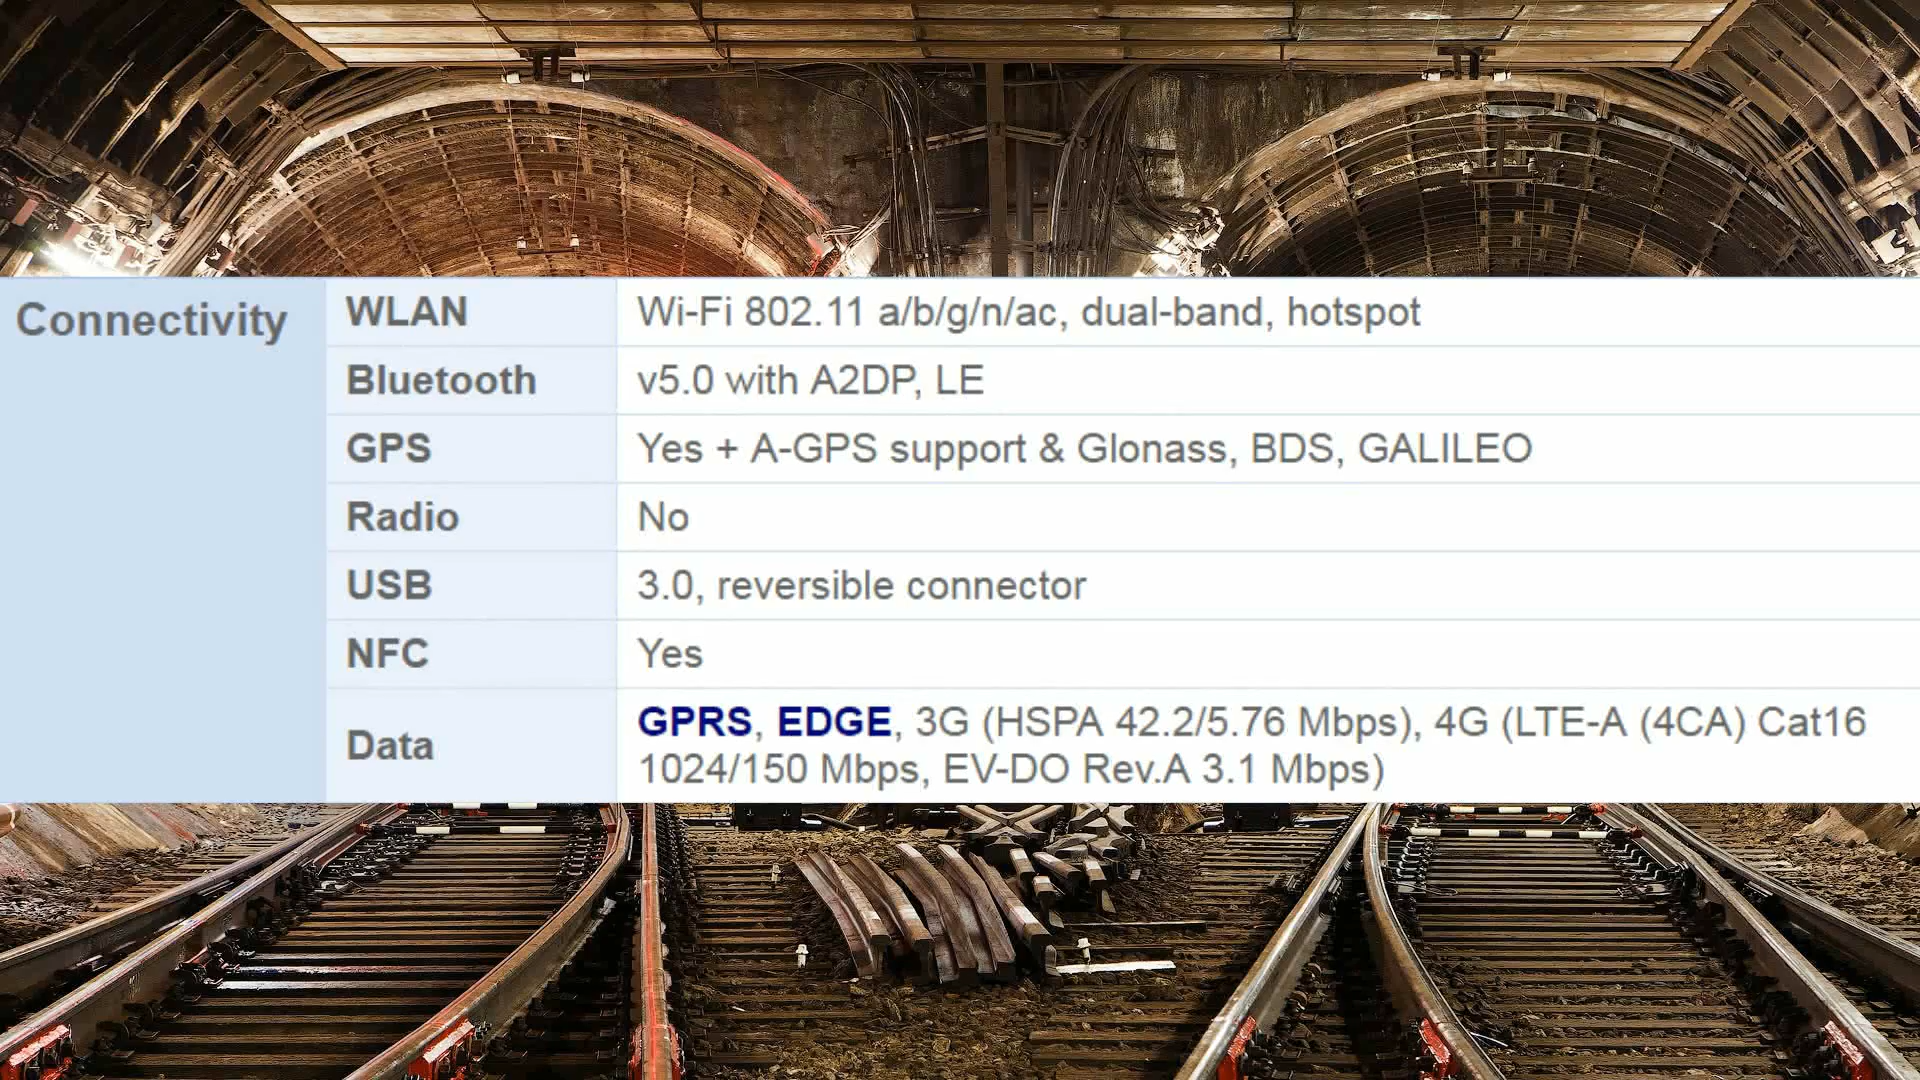 Connectivity
WLAN Wi-Fi 802.11 a/b/g/n/ac, dual-band, hotspot
Bluetooth v5.0 with A2DP, LE
GPS Yes + A-GPS support & Glonass, BDS, GALILEO
Radio No
USB 3.0, reversible connector
NFC Yes
Data GPRS, EDGE, 3G (HSPA 42.2/5.76 Mbps), 4G (LTE-A (4CA) Cat16
1024/150 Mbps, EV-DO Rev.A 3.1 Mbps)